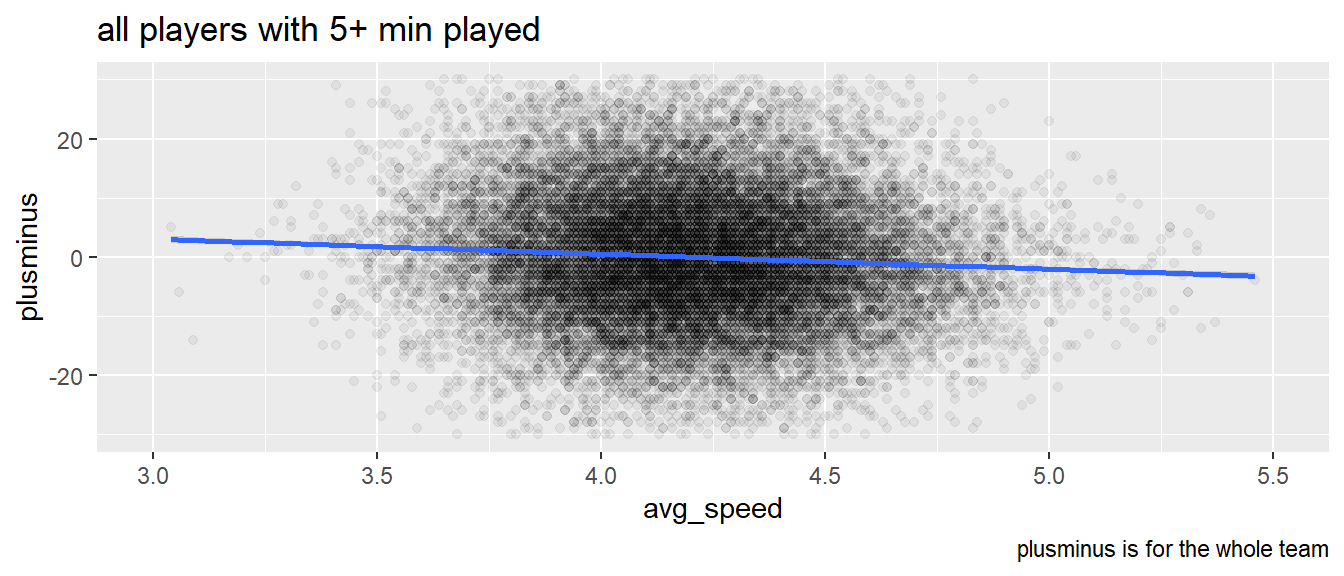 all players with 5+ min played
plusminus
20
0
-20
3.0 3.5 4.0 4.5 5.0 5.5
avg_speed
plusminus is for the whole team